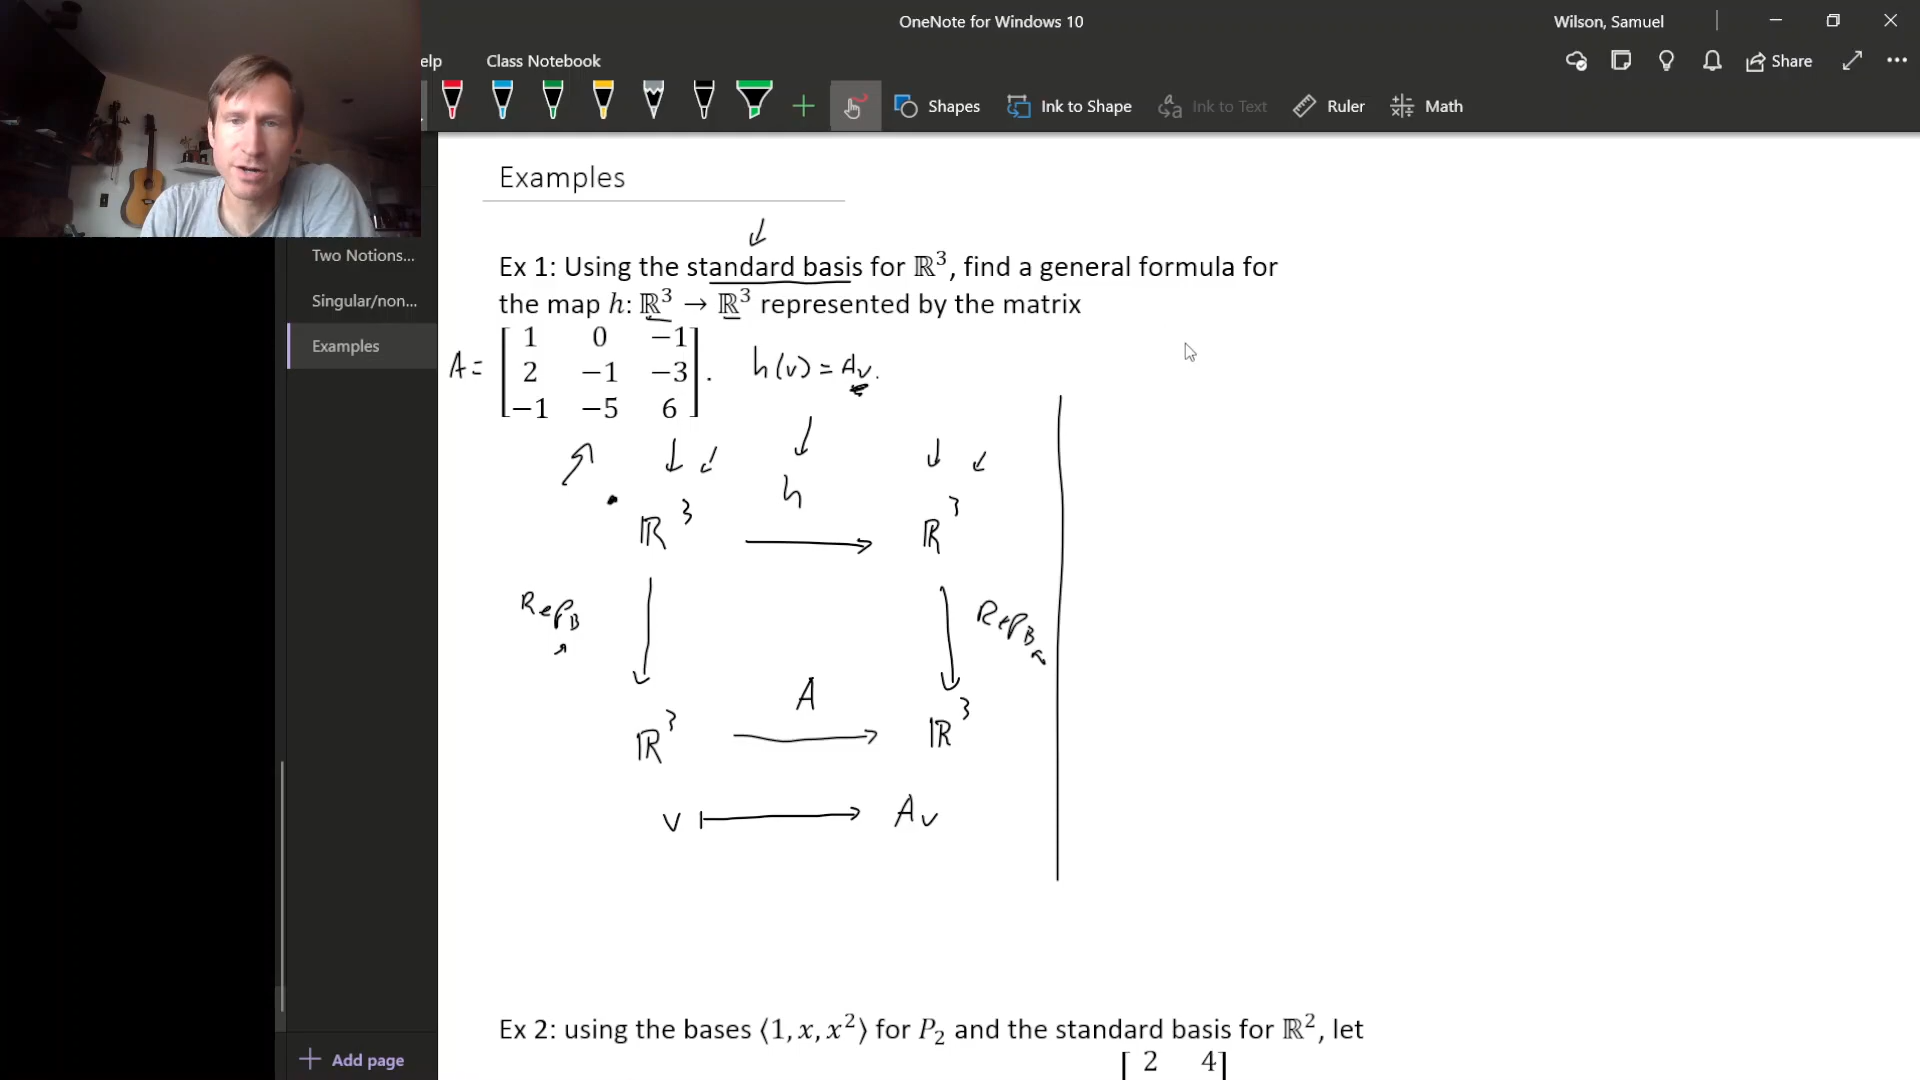 OneNote for Windows 10
Wilson, Samuel
elp
Class Notebook
Share
Shapes
Ink to Shape
Ink to Text
Ruler
Math
Two Notions...
Singular/non...
Examples
Add page
Examples
Ex 1: Using the standard basis for ℝ³, find a general formula for
the map h: ℝ³ → ℝ³ represented by the matrix
A = [1 0 −1
2 −1 −3
−1 −5 6].
h(v) = Av.
h
ℝ³ → ℝ³
Rep_B
Rep_B
A
ℝ³ → ℝ³
v ↦ Av
Ex 2: using the bases ⟨1, x, x²⟩ for P₂ and the standard basis for ℝ², let
[2 4]